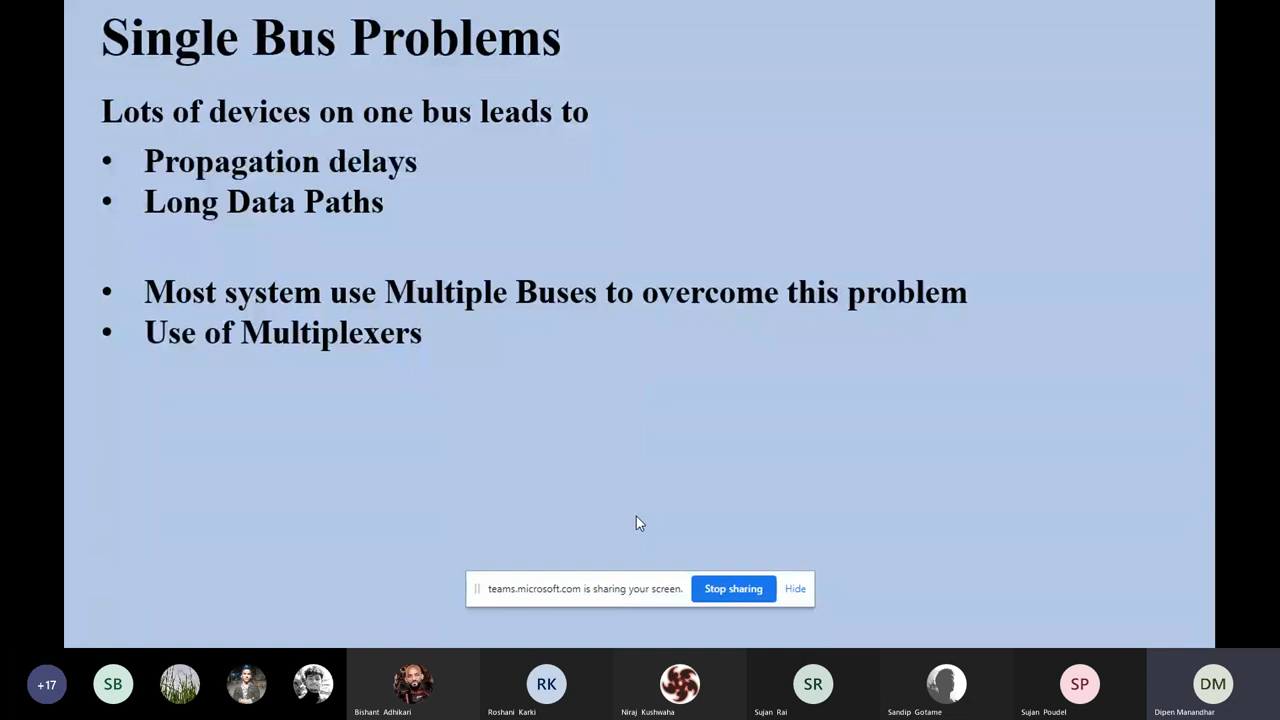 Single Bus Problems
Lots of devices on one bus leads to
• Propagation delays
• Long Data Paths
• Most system use Multiple Buses to overcome this problem
• Use of Multiplexers
teams.microsoft.com is sharing your screen. Stop sharing Hide
+17 SB RK SR SP DM
Bishant Adhikari Roshani Karki Niraj Kushwaha Sujan Rai Sandip Gotame Sujan Poudel Dipen Manandhar